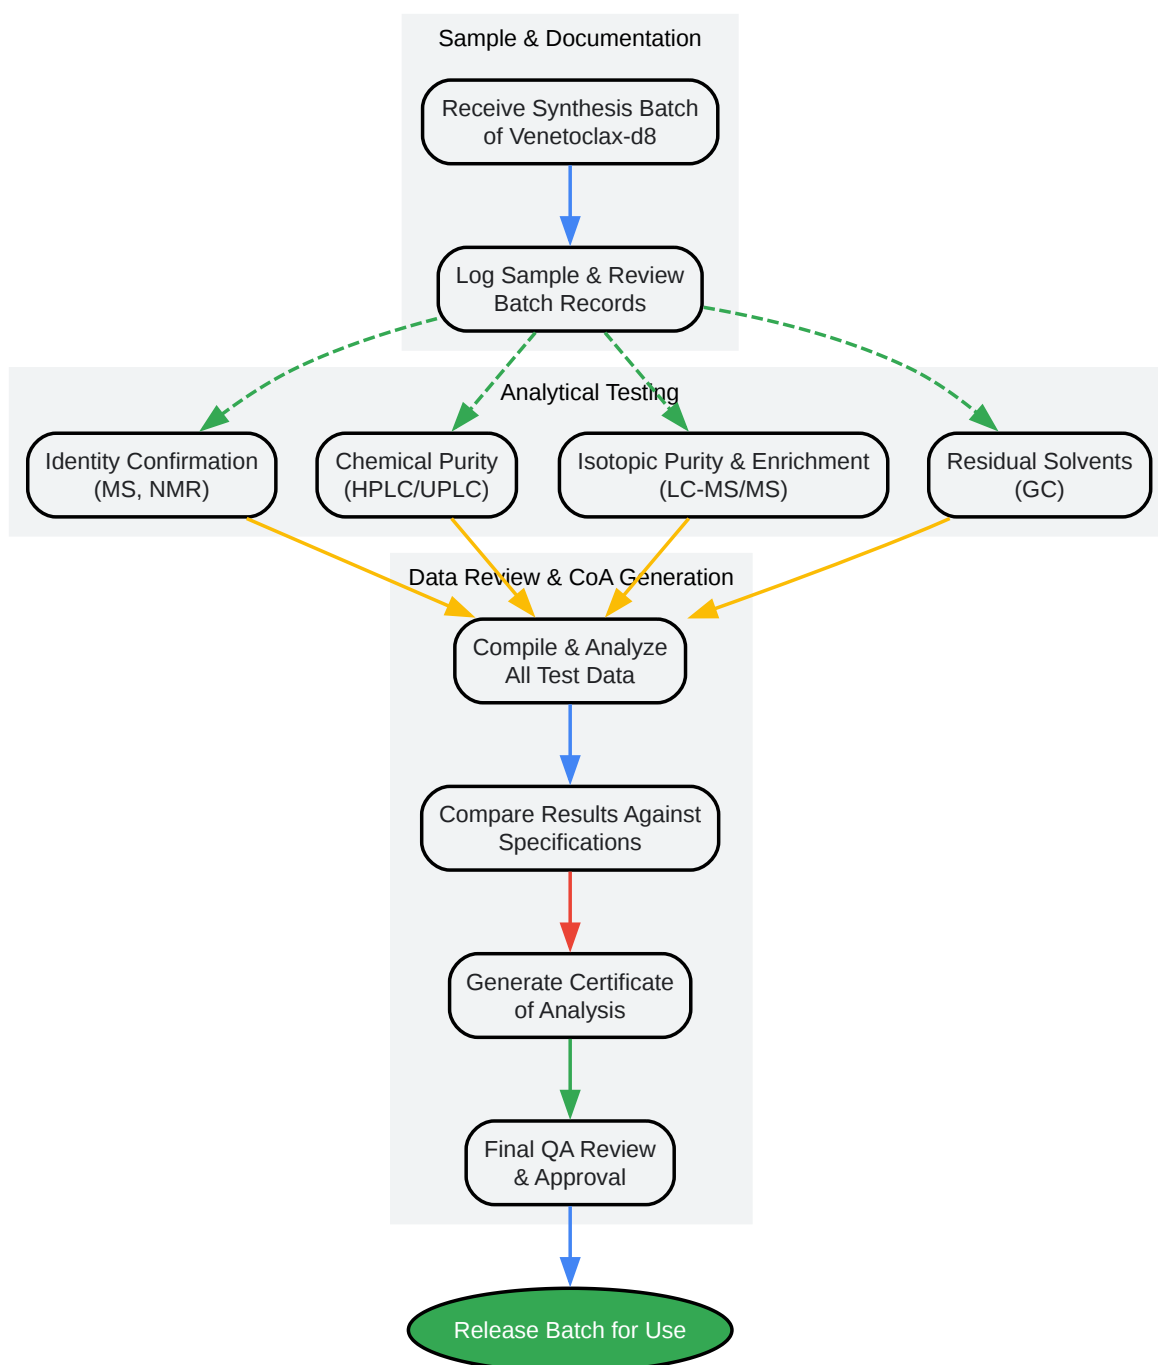 Sample & Documentation
Receive Synthesis Batch
of Venetoclax-d8
Log Sample & Review
Batch Records
Analytical Testing
Identity Confirmation
(MS, NMR)
Chemical Purity
(HPLC/UPLC)
Isotopic Purity & Enrichment
(LC-MS/MS)
Residual Solvents
(GC)
Data Review & CoA Generation
Compile & Analyze
All Test Data
Compare Results Against
Specifications
Generate Certificate
of Analysis
Final QA Review
& Approval
Release Batch for Use